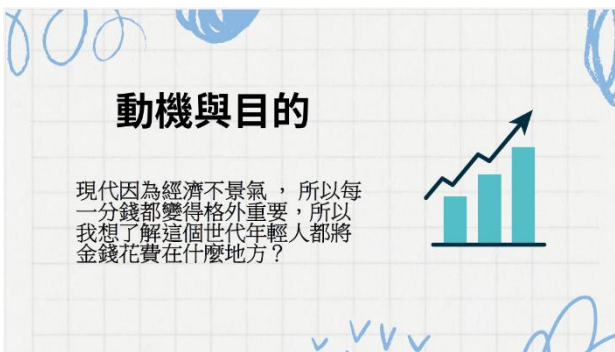 動機與目的
現代因為經濟不景氣 ， 所以每
一分錢都變得格外重要，所以
我想了解這個世代年輕人都將
金錢花費在什麼地方？